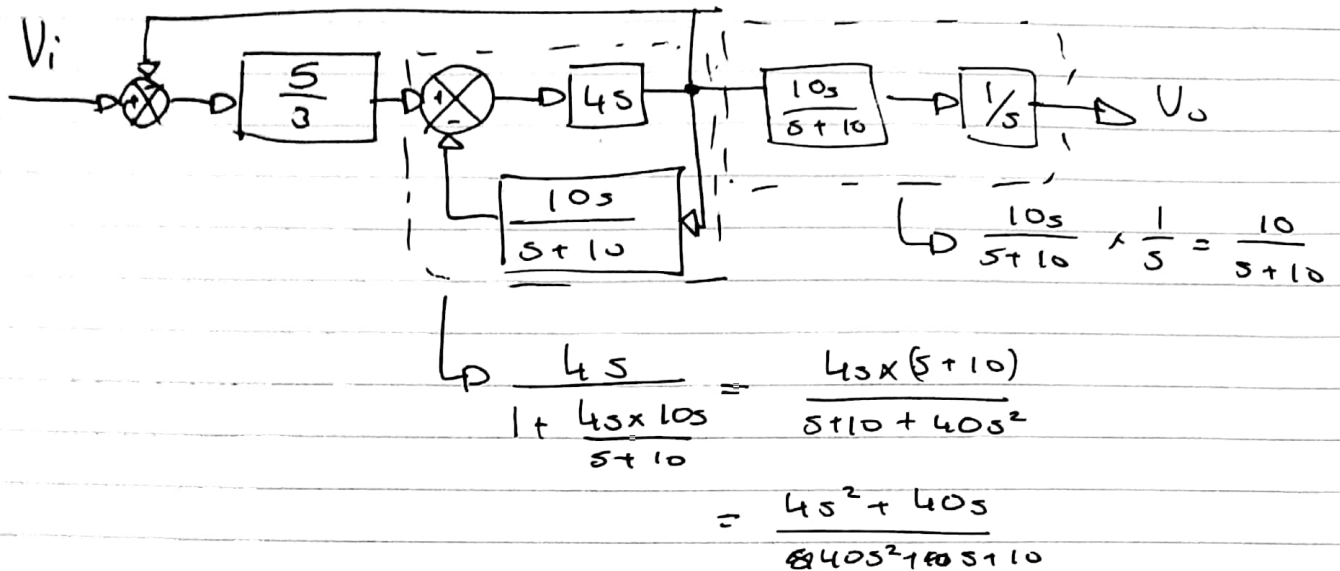 Vi
5/3
+
-
+
-
4s
10s/(s+10)
1/s
Uo
10s/(s+10)
10s/(s+10) × 1/s = 10/(s+10)
4s/(1 + (4s×10s)/(s+10)) = 4s×(s+10)/(s+10+40s²)
= (4s²+40s)/(40s²+s+10)